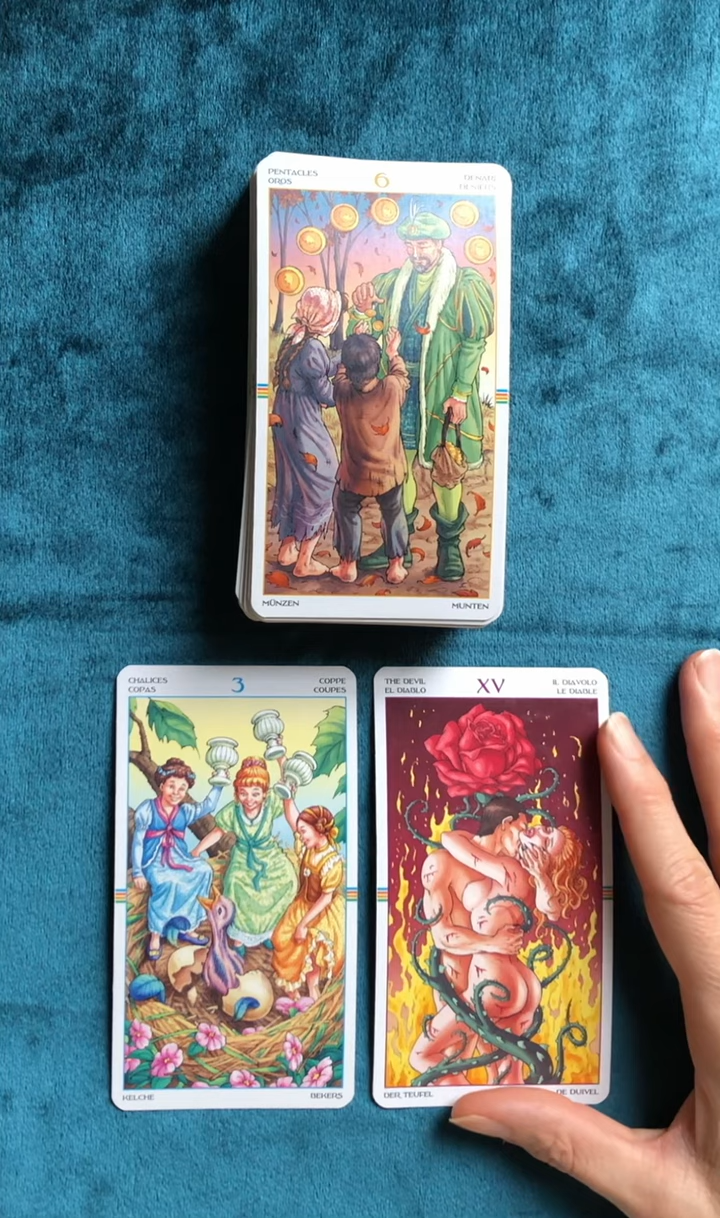 PENTACLES
OROS
6
DENARI
DENIERS
MÜNZEN
MUNTEN
CHALICES
COPAS
3
COPPE
COUPES
KELCHE
BEKERS
THE DEVIL
EL DIABLO
XV
IL DIAVOLO
LE DIABLE
DER TEUFEL
DE DUIVEL